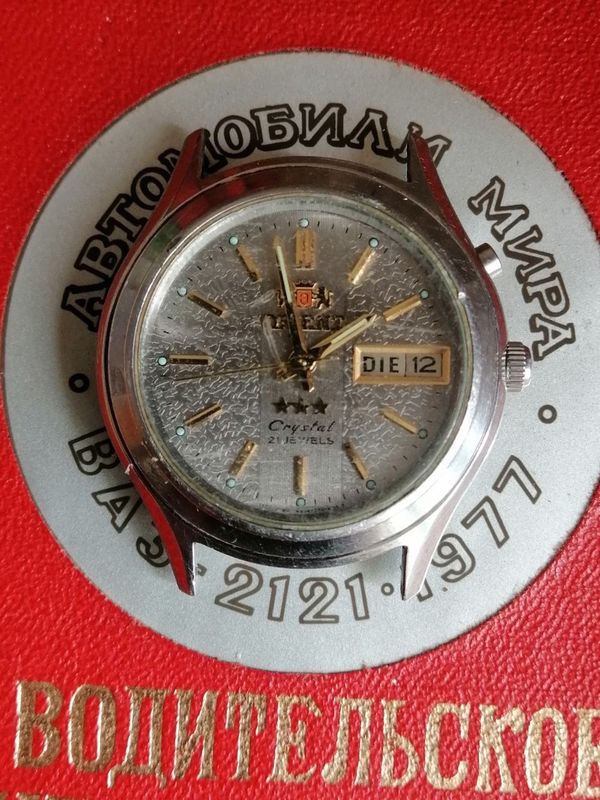 АВТОМОБИЛИ МИРА
ORIENT
DIE 12
Crystal
21 JEWELS
• ВАЗ-2121•1977 •
ВОДИТЕЛЬСКОЕ